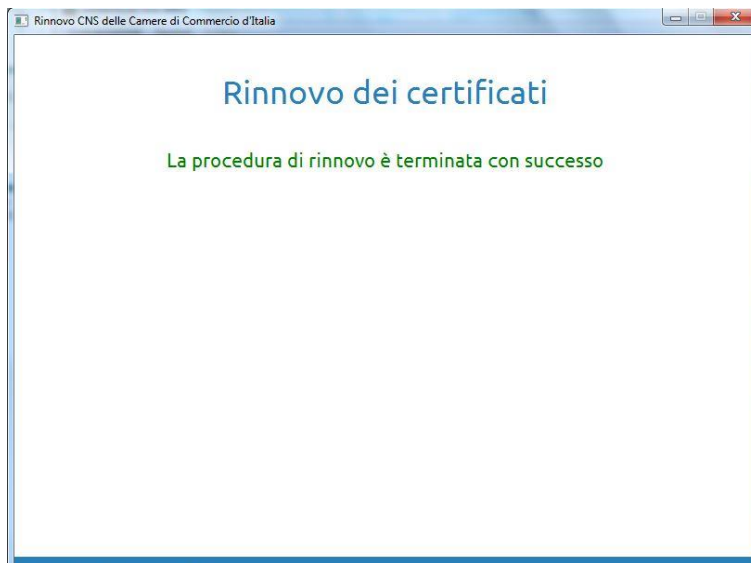 Rinnovo CNS delle Camere di Commercio d'Italia
Rinnovo dei certificati
La procedura di rinnovo è terminata con successo